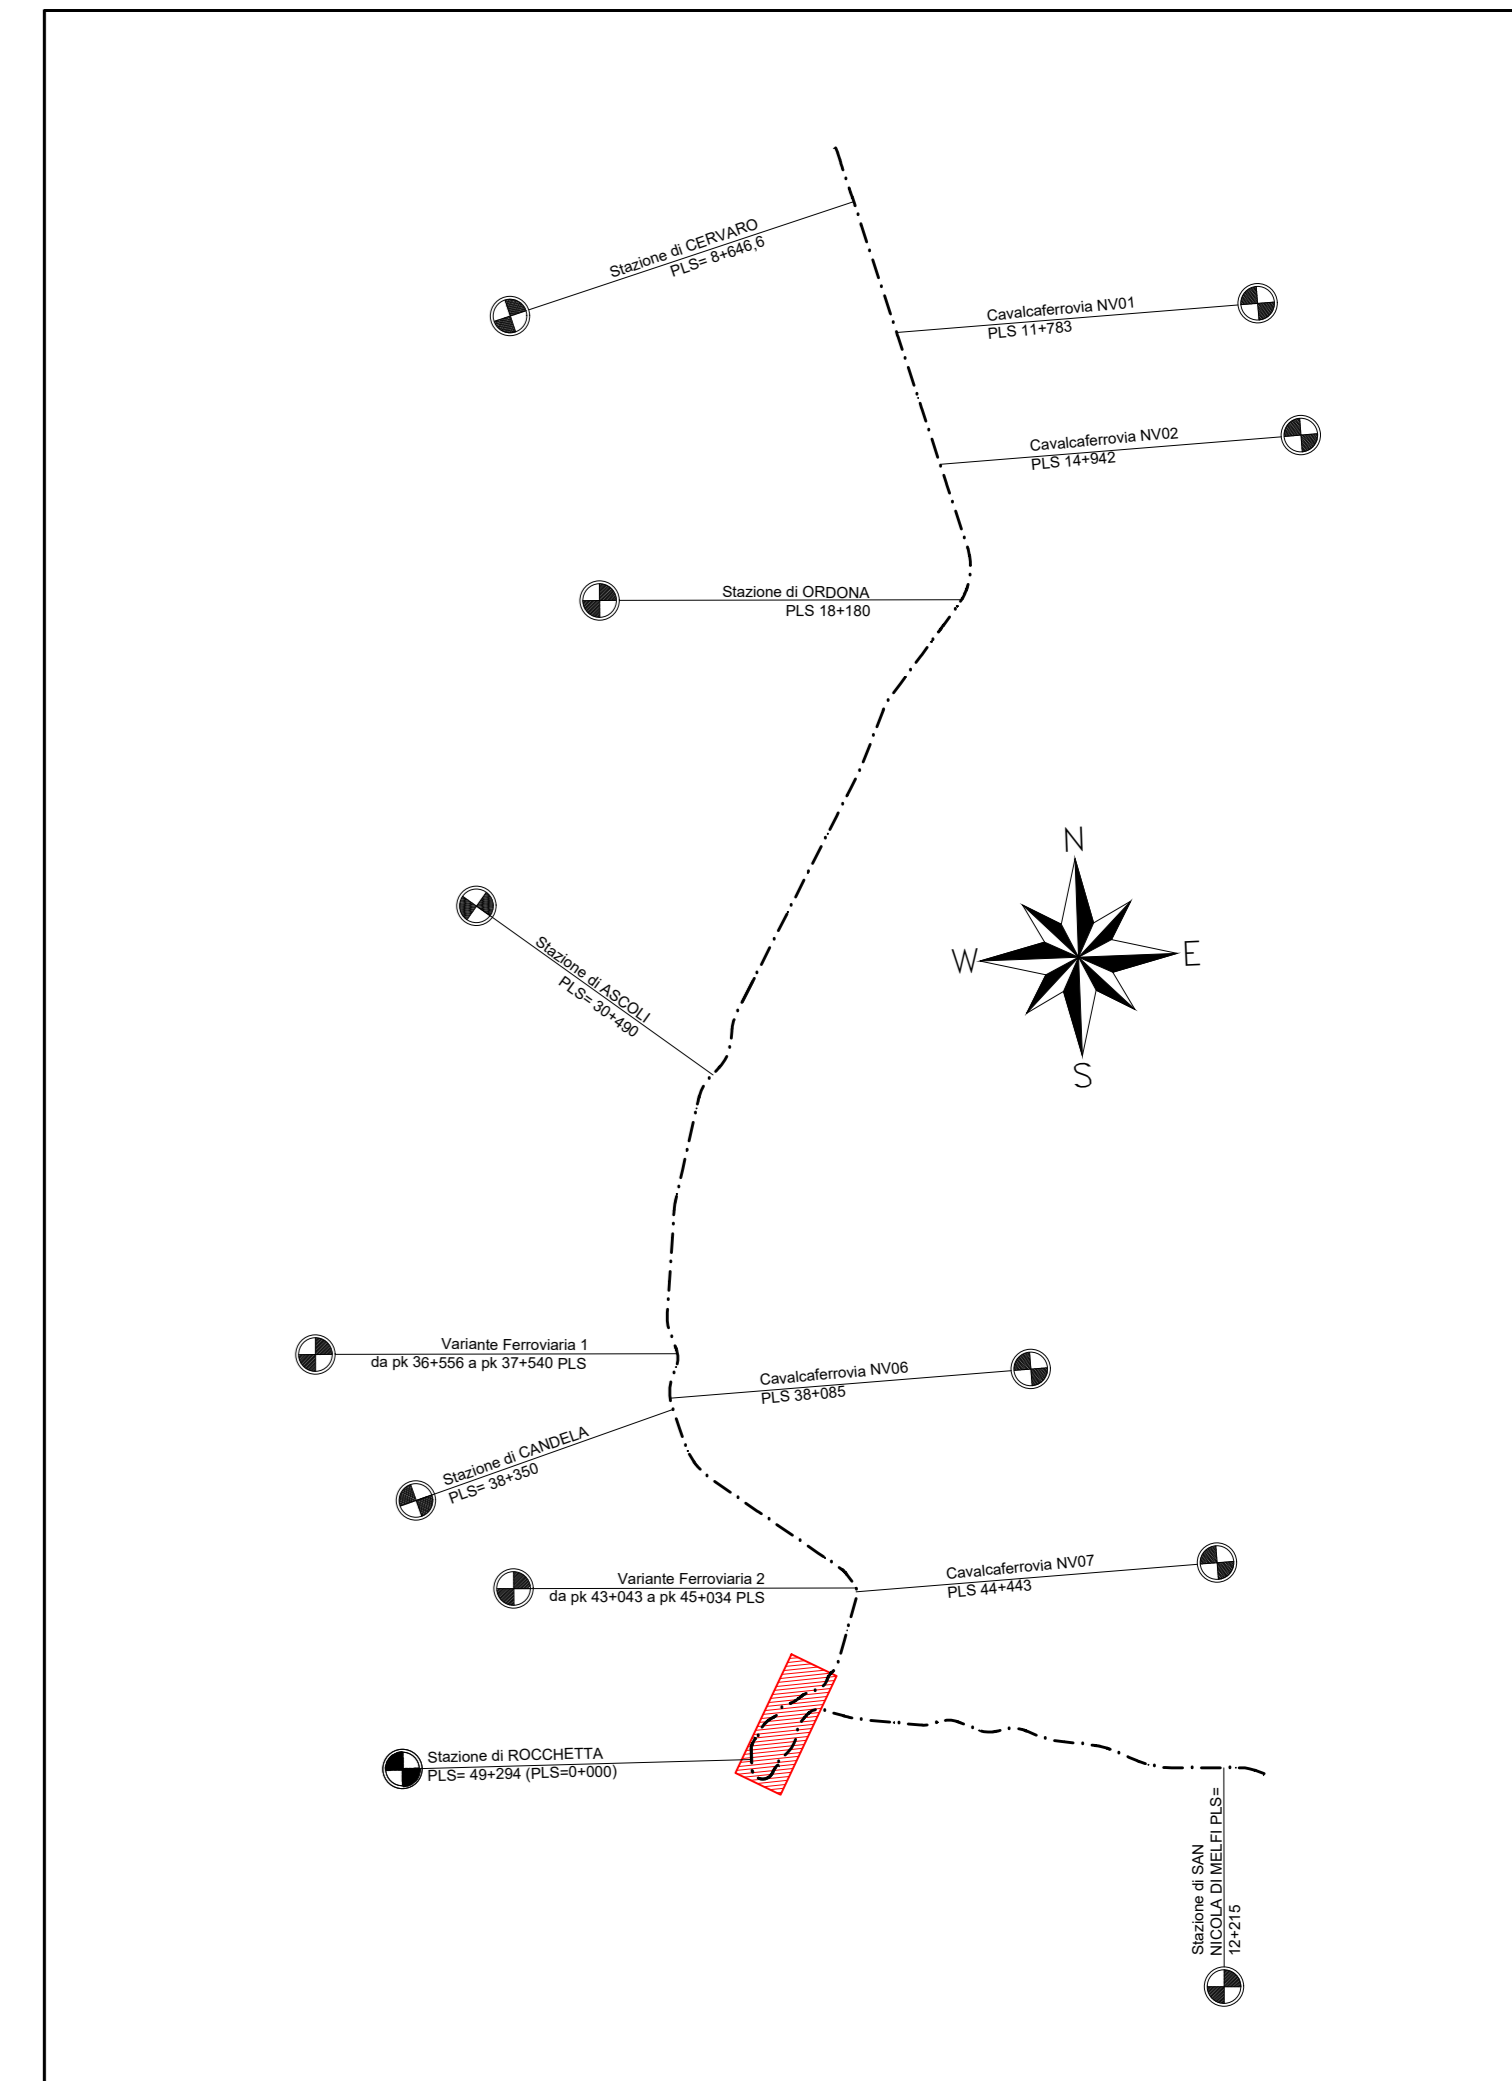 Stazione di CERVARO
PLS= 8+646,6
Cavalcaferrovia NV01
PLS 11+783
Cavalcaferrovia NV02
PLS 14+942
Stazione di ORDONA
PLS 18+180
N
W
E
S
Stazione di ASCOLI
PLS= 30+490
Variante Ferroviaria 1
da pk 36+556 a pk 37+540 PLS
Cavalcaferrovia NV06
PLS 38+085
Stazione di CANDELA
PLS= 38+350
Variante Ferroviaria 2
da pk 43+043 a pk 45+034 PLS
Cavalcaferrovia NV07
PLS 44+443
Stazione di ROCCHETTA
PLS= 49+294 (PLS=0+000)
Stazione di SAN
NICOLA DI MELFI PLS=
12+215